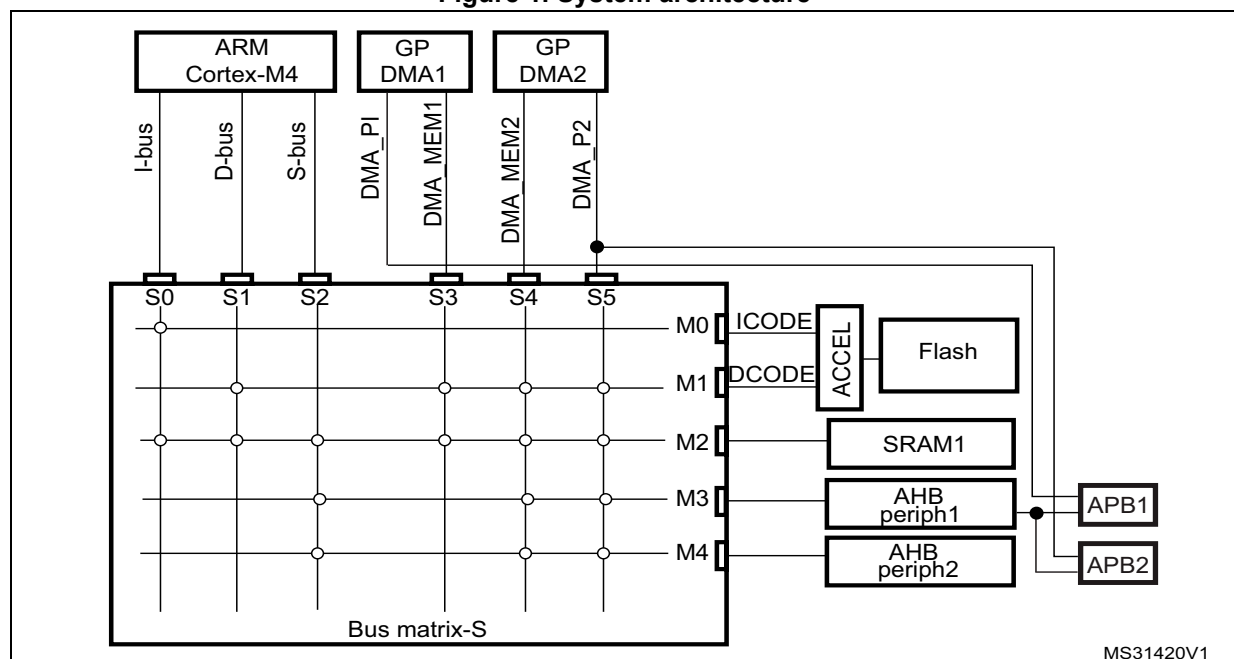 Figure 1. System architecture
ARM
Cortex-M4
GP
DMA1
GP
DMA2
I-bus
D-bus
S-bus
DMA_PI
DMA_MEM1
DMA_MEM2
DMA_P2
S0
S1
S2
S3
S4
S5
M0
ICODE
M1
DCODE
ACCEL
Flash
M2
SRAM1
M3
AHB
periph1
APB1
M4
AHB
periph2
APB2
Bus matrix-S
MS31420V1